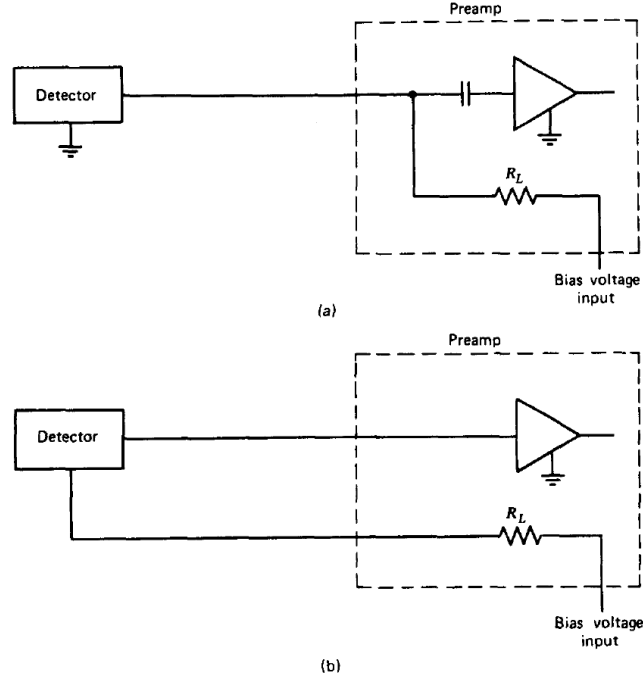 Preamp
Detector
R_L
Bias voltage
input
(a)
Preamp
Detector
R_L
Bias voltage
input
(b)